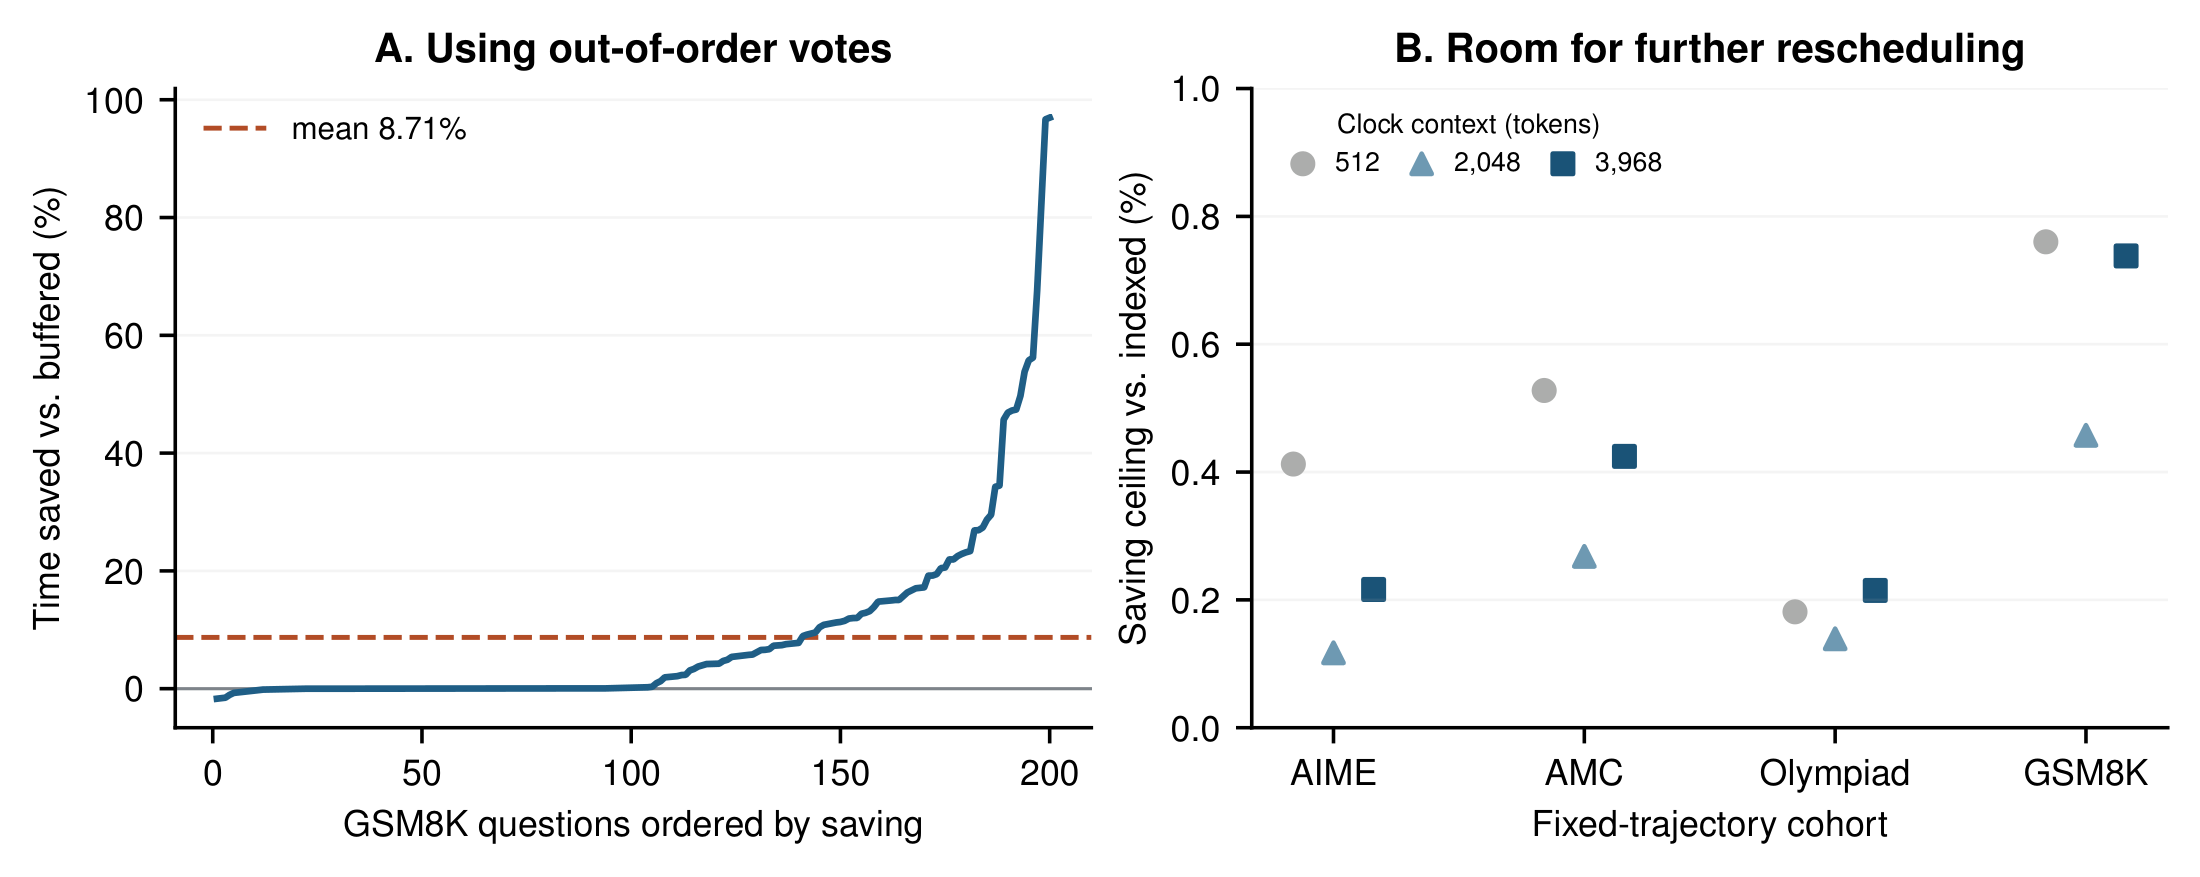 A. Using out-of-order votes
100
80
60
40
20
0
Time saved vs. buffered (%)
mean 8.71%
0 50 100 150 200
GSM8K questions ordered by saving
B. Room for further rescheduling
1.0
0.8
0.6
0.4
0.2
0.0
Saving ceiling vs. indexed (%)
Clock context (tokens)
512 2,048 3,968
AIME AMC Olympiad GSM8K
Fixed-trajectory cohort